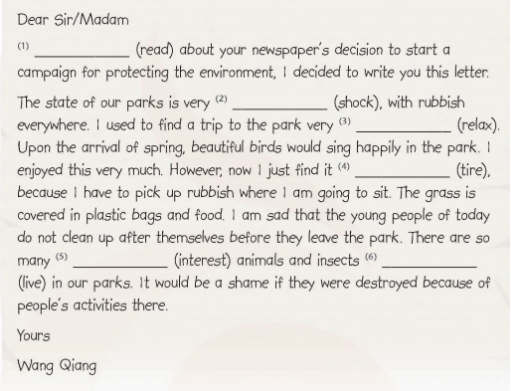 Dear Sir/Madam
(1) ____________ (read) about your newspaper's decision to start a
campaign for protecting the environment, I decided to write you this letter.
The state of our parks is very (2) ____________ (shock), with rubbish
everywhere. I used to find a trip to the park very (3) ____________ (relax).
Upon the arrival of spring, beautiful birds would sing happily in the park. I
enjoyed this very much. However, now I just find it (4) ____________ (tire),
because I have to pick up rubbish where I am going to sit. The grass is
covered in plastic bags and food. I am sad that the young people of today
do not clean up after themselves before they leave the park. There are so
many (5) ____________ (interest) animals and insects (6) ____________
(live) in our parks. It would be a shame if they were destroyed because of
people's activities there.
Yours
Wang Qiang